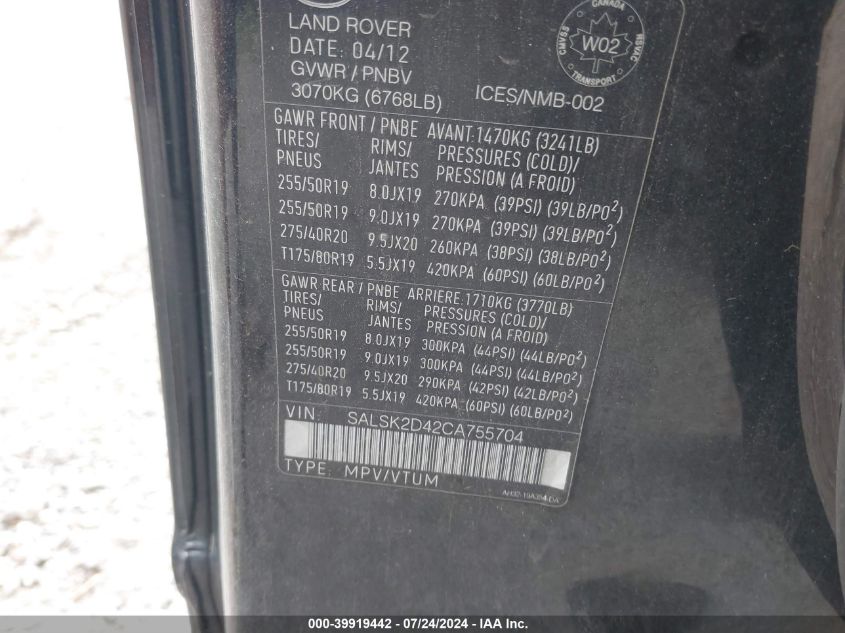 LAND ROVER
DATE: 04/12
GVWR / PNBV
3070KG (6768LB)
ICES/NMB-002
CANADA
CMVSS
W02
NSVAC
TRANSPORT
GAWR FRONT / PNBE AVANT.1470KG (3241LB)
TIRES/ RIMS/ PRESSURES (COLD)/
PNEUS JANTES PRESSION (A FROID)
255/50R19 8.0JX19 270KPA (39PSI) (39LB/PO²)
255/50R19 9.0JX19 270KPA (39PSI) (39LB/PO²)
275/40R20 9.5JX20 260KPA (38PSI) (38LB/PO²)
T175/80R19 5.5JX19 420KPA (60PSI) (60LB/PO²)
GAWR REAR / PNBE ARRIERE.1710KG (3770LB)
TIRES/ RIMS/ PRESSURES (COLD)/
PNEUS JANTES PRESSION (A FROID)
255/50R19 8.0JX19 300KPA (44PSI) (44LB/PO²)
255/50R19 9.0JX19 300KPA (44PSI) (44LB/PO²)
275/40R20 9.5JX20 290KPA (42PSI) (42LB/PO²)
T175/80R19 5.5JX19 420KPA (60PSI) (60LB/PO²)
VIN: SALSK2D42CA755704
TYPE: MPV/VTUM
000-39919442 / 07/24/2024 / IAA Inc.